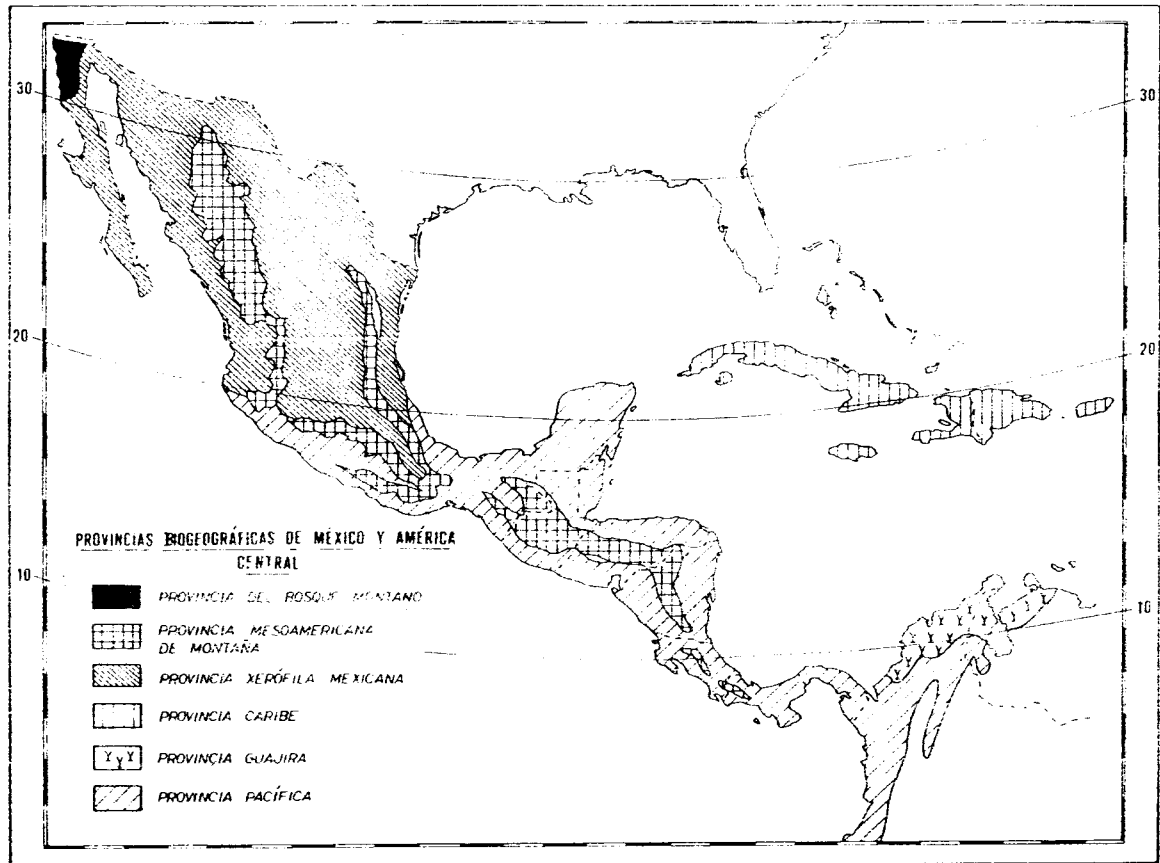 30
30
20
20
10
10
PROVINCIAS BIOGEOGRÁFICAS DE MÉXICO Y AMÉRICA
CENTRAL
PROVINCIA DEL BOSQUE MONTANO
PROVINCIA MESOAMERICANA
DE MONTAÑA
PROVINCIA XERÓFILA MEXICANA
PROVINCIA CARIBE
PROVINCIA GUAJIRA
PROVINCIA PACÍFICA